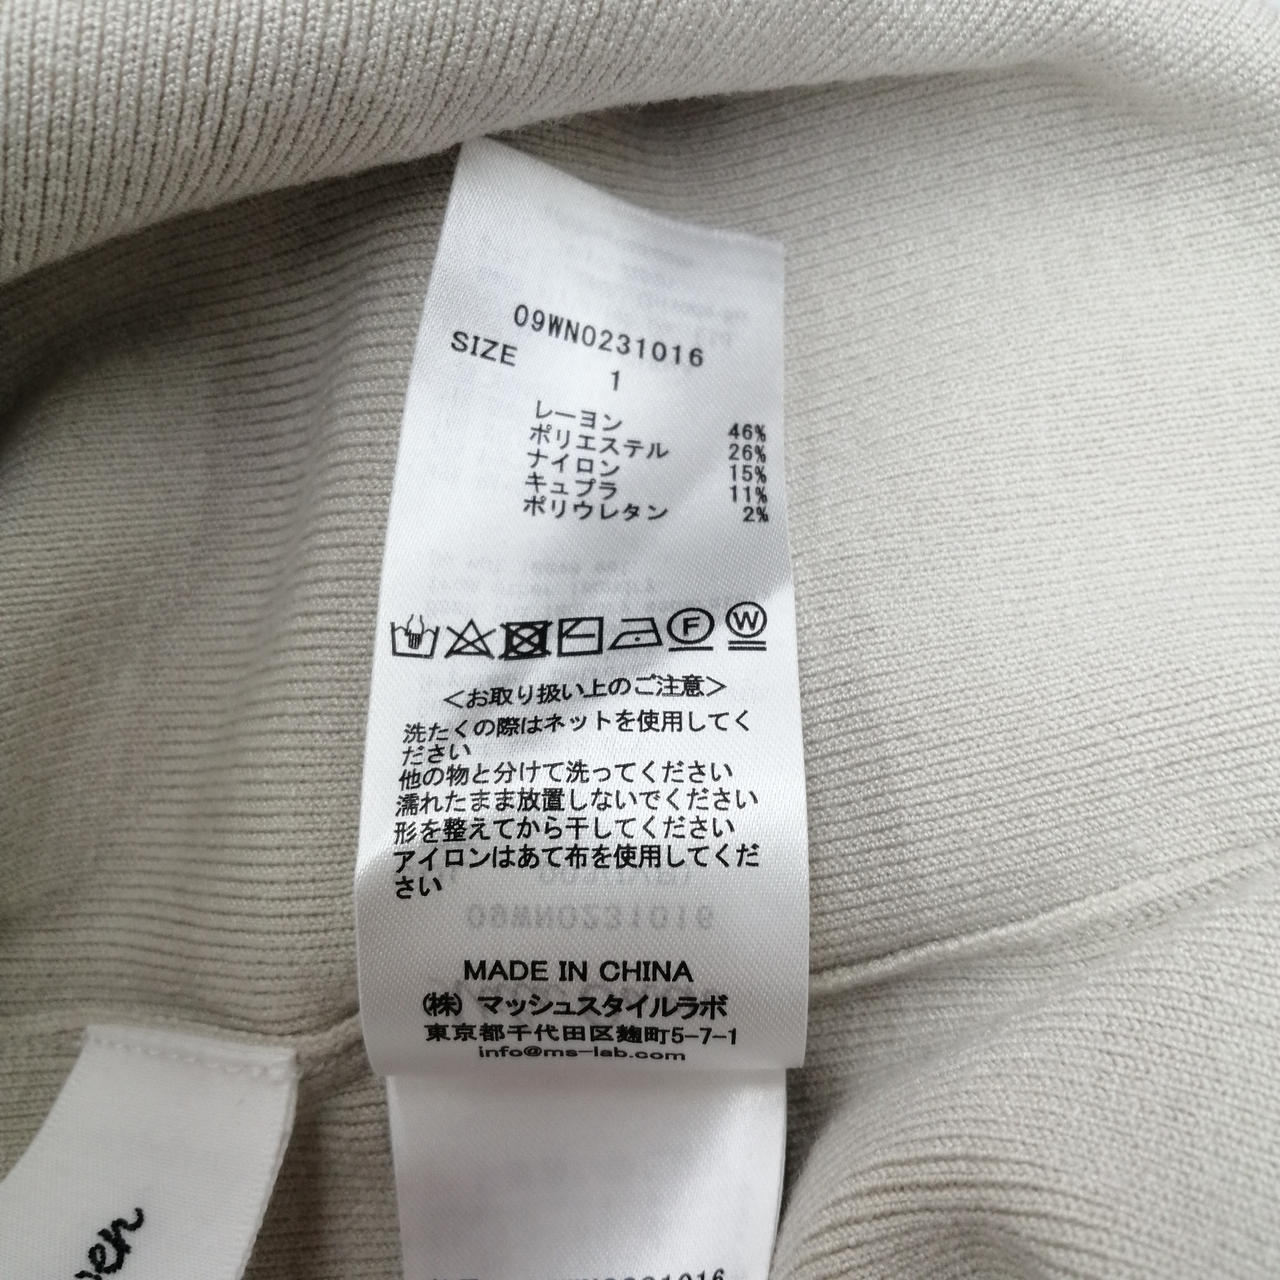 09WNO231016
SIZE 1
レーヨン 46%
ポリエステル 26%
ナイロン 15%
キュプラ 11%
ポリウレタン 2%
F W
<お取り扱い上のご注意>
洗たくの際はネットを使用してく
ださい
他の物と分けて洗ってください
濡れたまま放置しないでください
形を整えてから干してください
アイロンはあて布を使用してくだ
さい
MADE IN CHINA
(株) マッシュスタイルラボ
東京都千代田区麹町5-7-1
info@ms-lab.com